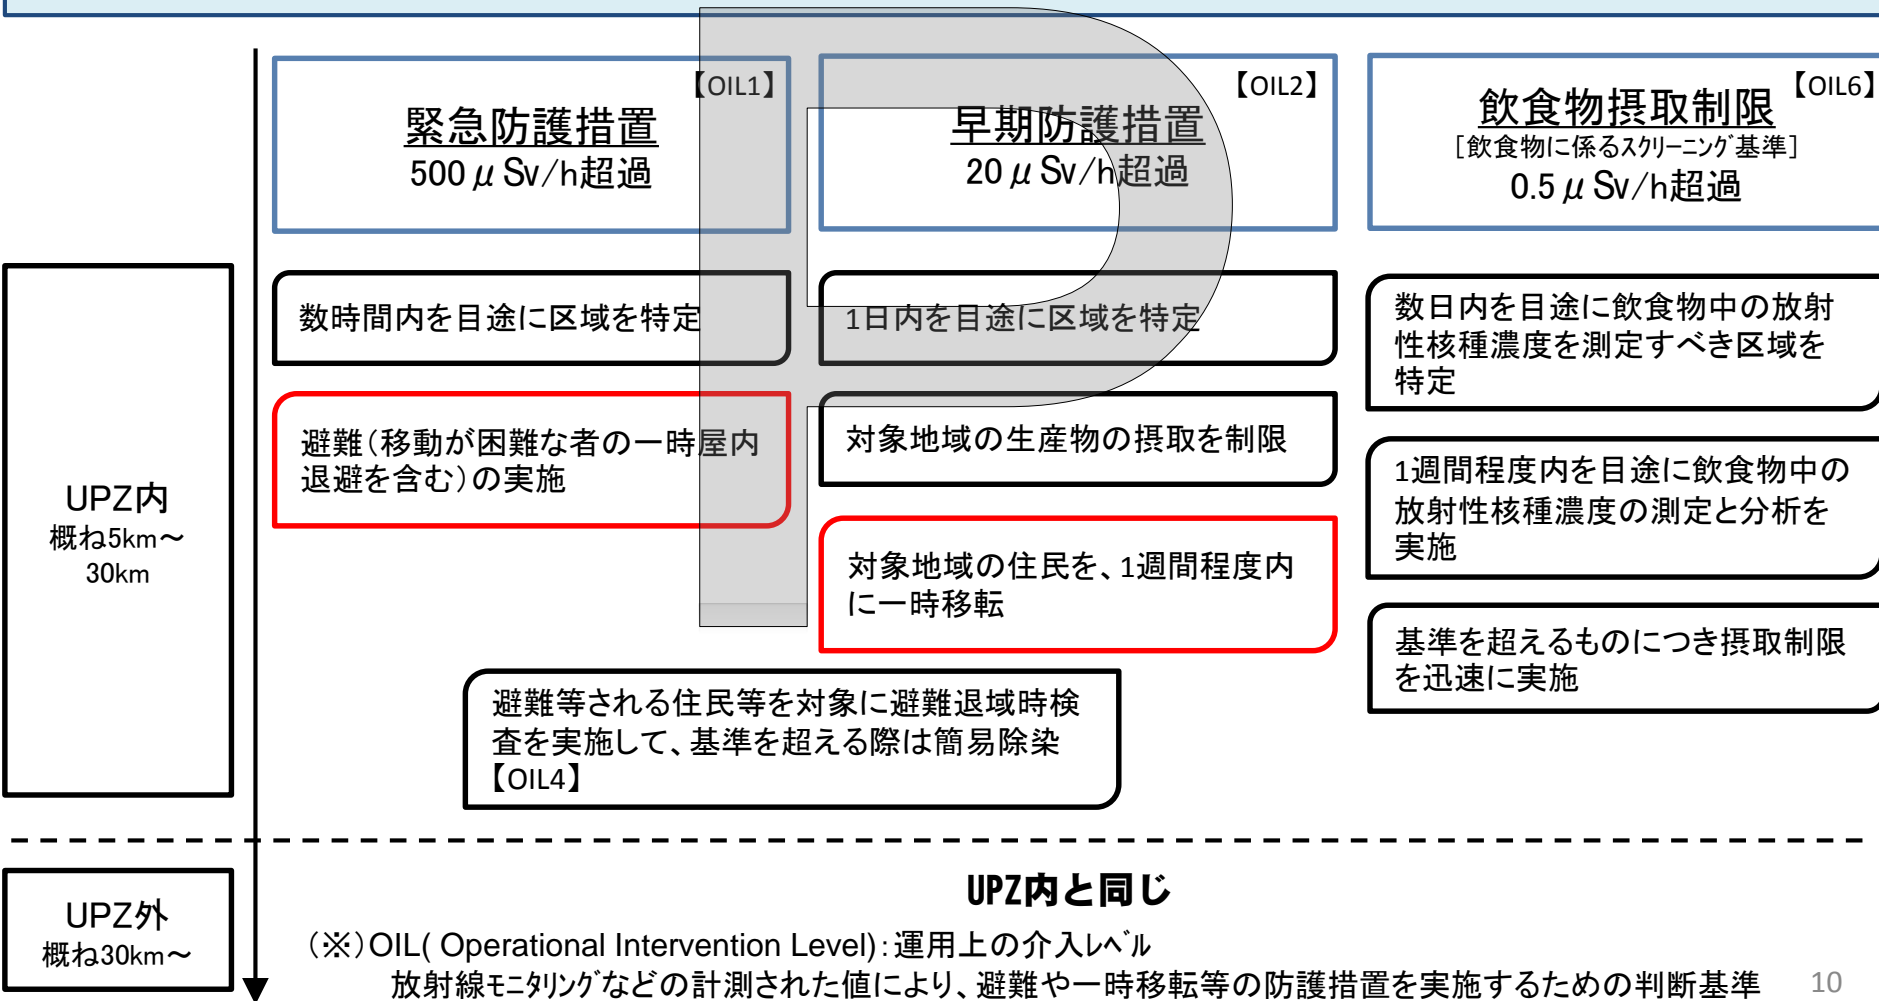 【OIL1】
緊急防護措置
500μSv/h超過
【OIL2】
早期防護措置
20μSv/h超過
【OIL6】
飲食物摂取制限
[飲食物に係るスクリーニング基準]
0.5μSv/h超過
UPZ内
概ね5km～
30km
数時間内を目途に区域を特定
避難(移動が困難な者の一時屋内
退避を含む)の実施
1日内を目途に区域を特定
対象地域の生産物の摂取を制限
対象地域の住民を、1週間程度内
に一時移転
数日内を目途に飲食物中の放射
性核種濃度を測定すべき区域を
特定
1週間程度内を目途に飲食物中の
放射性核種濃度の測定と分析を
実施
基準を超えるものにつき摂取制限
を迅速に実施
避難等される住民等を対象に避難退域時検
査を実施して、基準を超える際は簡易除染
【OIL4】
UPZ外
概ね30km～
UPZ内と同じ
(※)OIL( Operational Intervention Level):運用上の介入レベル
放射線モニタリングなどの計測された値により、避難や一時移転等の防護措置を実施するための判断基準
10